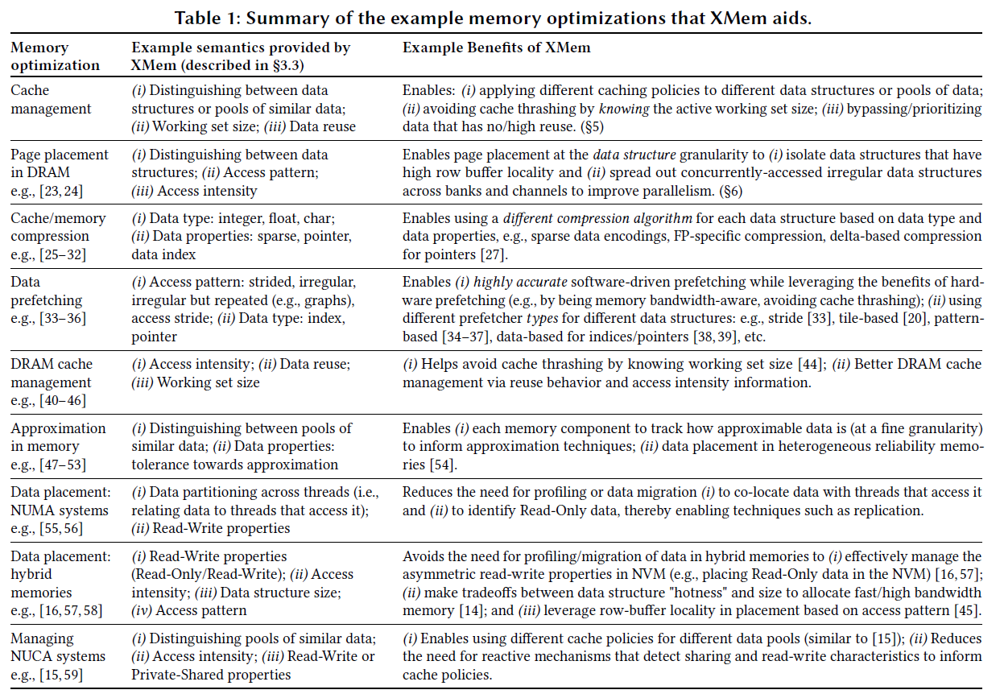 Table 1: Summary of the example memory optimizations that XMem aids.
Memory
optimization
Example semantics provided by
XMem (described in §3.3)
Example Benefits of XMem
Cache
management
(i) Distinguishing between data
structures or pools of similar data;
(ii) Working set size; (iii) Data reuse
Enables: (i) applying different caching policies to different data structures or pools of data;
(ii) avoiding cache thrashing by knowing the active working set size; (iii) bypassing/prioritizing
data that has no/high reuse. (§5)
Page placement
in DRAM
e.g., [23,24]
(i) Distinguishing between data
structures; (ii) Access pattern;
(iii) Access intensity
Enables page placement at the data structure granularity to (i) isolate data structures that have
high row buffer locality and (ii) spread out concurrently-accessed irregular data structures
across banks and channels to improve parallelism. (§6)
Cache/memory
compression
e.g., [25–32]
(i) Data type: integer, float, char;
(ii) Data properties: sparse, pointer,
data index
Enables using a different compression algorithm for each data structure based on data type and
data properties, e.g., sparse data encodings, FP-specific compression, delta-based compression
for pointers [27].
Data
prefetching
e.g., [33–36]
(i) Access pattern: strided, irregular,
irregular but repeated (e.g., graphs),
access stride; (ii) Data type: index,
pointer
Enables (i) highly accurate software-driven prefetching while leveraging the benefits of hard-
ware prefetching (e.g., by being memory bandwidth-aware, avoiding cache thrashing); (ii) using
different prefetcher types for different data structures: e.g., stride [33], tile-based [20], pattern-
based [34–37], data-based for indices/pointers [38,39], etc.
DRAM cache
management
e.g., [40–46]
(i) Access intensity; (ii) Data reuse;
(iii) Working set size
(i) Helps avoid cache thrashing by knowing working set size [44]; (ii) Better DRAM cache
management via reuse behavior and access intensity information.
Approximation
in memory
e.g., [47–53]
(i) Distinguishing between pools of
similar data; (ii) Data properties:
tolerance towards approximation
Enables (i) each memory component to track how approximable data is (at a fine granularity)
to inform approximation techniques; (ii) data placement in heterogeneous reliability memo-
ries [54].
Data placement:
NUMA systems
e.g., [55,56]
(i) Data partitioning across threads (i.e.,
relating data to threads that access it);
(ii) Read-Write properties
Reduces the need for profiling or data migration (i) to co-locate data with threads that access it
and (ii) to identify Read-Only data, thereby enabling techniques such as replication.
Data placement:
hybrid
memories
e.g., [16,57,58]
(i) Read-Write properties
(Read-Only/Read-Write); (ii) Access
intensity; (iii) Data structure size;
(iv) Access pattern
Avoids the need for profiling/migration of data in hybrid memories to (i) effectively manage the
asymmetric read-write properties in NVM (e.g., placing Read-Only data in the NVM) [16,57];
(ii) make tradeoffs between data structure "hotness" and size to allocate fast/high bandwidth
memory [14]; and (iii) leverage row-buffer locality in placement based on access pattern [45].
Managing
NUCA systems
e.g., [15,59]
(i) Distinguishing pools of similar data;
(ii) Access intensity; (iii) Read-Write or
Private-Shared properties
(i) Enables using different cache policies for different data pools (similar to [15]); (ii) Reduces
the need for reactive mechanisms that detect sharing and read-write characteristics to inform
cache policies.